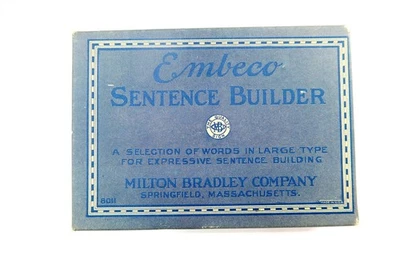 Embeco
SENTENCE BUILDER
A SELECTION OF WORDS IN LARGE TYPE
FOR EXPRESSIVE SENTENCE BUILDING
MILTON BRADLEY COMPANY
SPRINGFIELD, MASSACHUSETTS.
8011